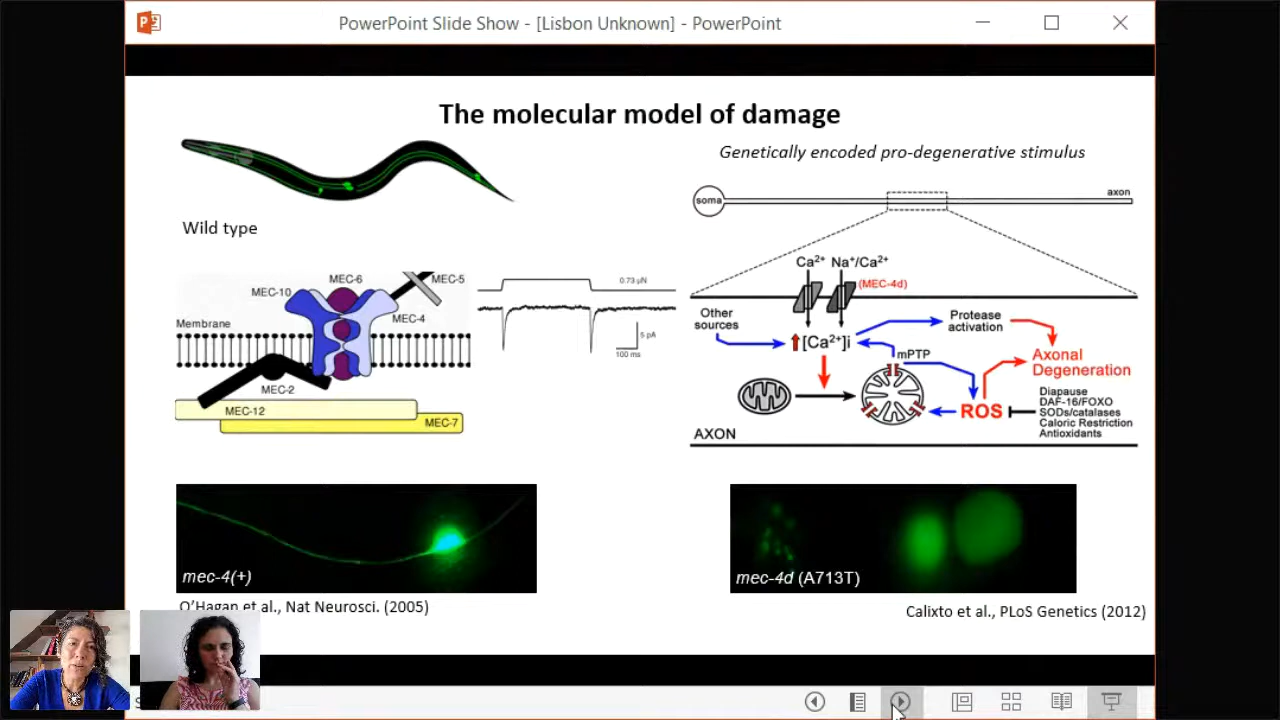 PowerPoint Slide Show - [Lisbon Unknown] - PowerPoint
The molecular model of damage
Genetically encoded pro-degenerative stimulus
soma
axon
Wild type
MEC-6
MEC-5
MEC-10
MEC-4
Membrane
MEC-2
MEC-12
MEC-7
0.73 µN
5 pA
100 ms
Ca2+ Na+/Ca2+
(MEC-4d)
Other
sources
[Ca2+]i
Protease
activation
mPTP
Axonal
Degeneration
ROS
Diapause
DAF-16/FOXO
SODs/catalases
Caloric Restriction
Antioxidants
AXON
mec-4(+)
mec-4d (A713T)
O'Hagan et al., Nat Neurosci. (2005)
Calixto et al., PLoS Genetics (2012)